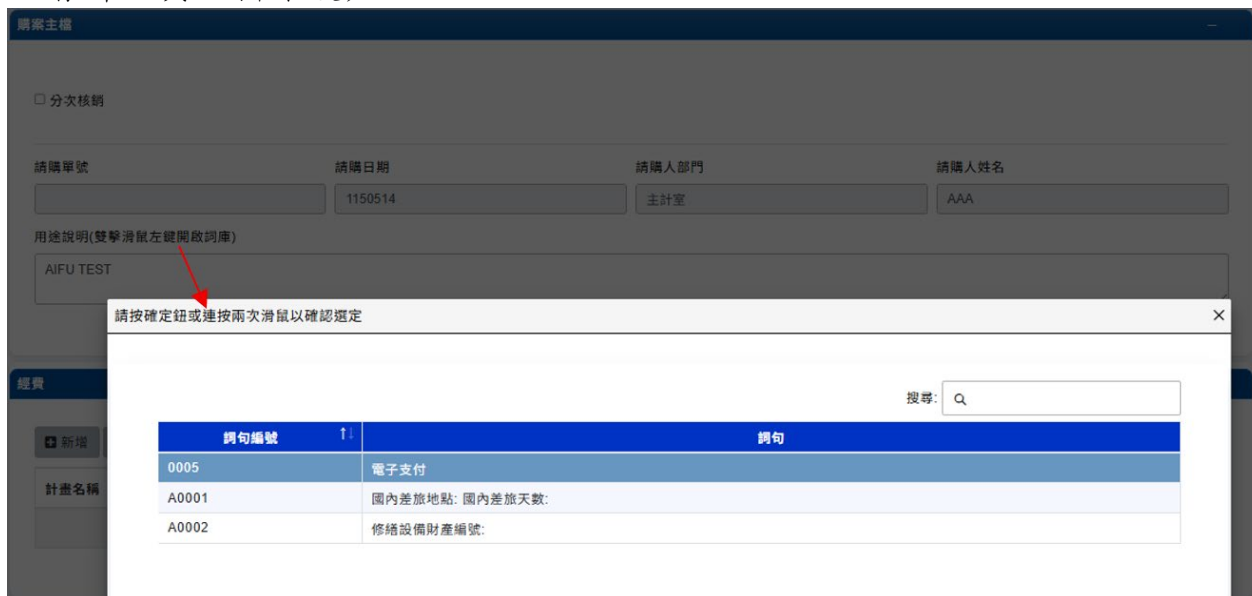 購案主檔
分次核銷
請購單號 請購日期 請購人部門 請購人姓名
1150514 主計室 AAA
用途說明(雙擊滑鼠左鍵開啟詞庫)
AIFU TEST
請按確定鈕或連按兩次滑鼠以確認選定
經費
搜尋:
新增
詞句編號 詞句
0005 電子支付
計畫名稱
A0001 國內差旅地點: 國內差旅天數:
A0002 修繕設備財產編號: